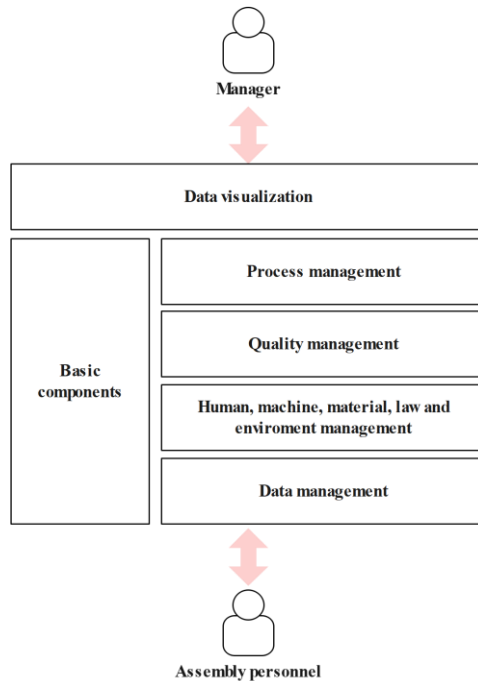 Manager
Data visualization
Basic
components
Process management
Quality management
Human, machine, material, law and
enviroment management
Data management
Assembly personnel